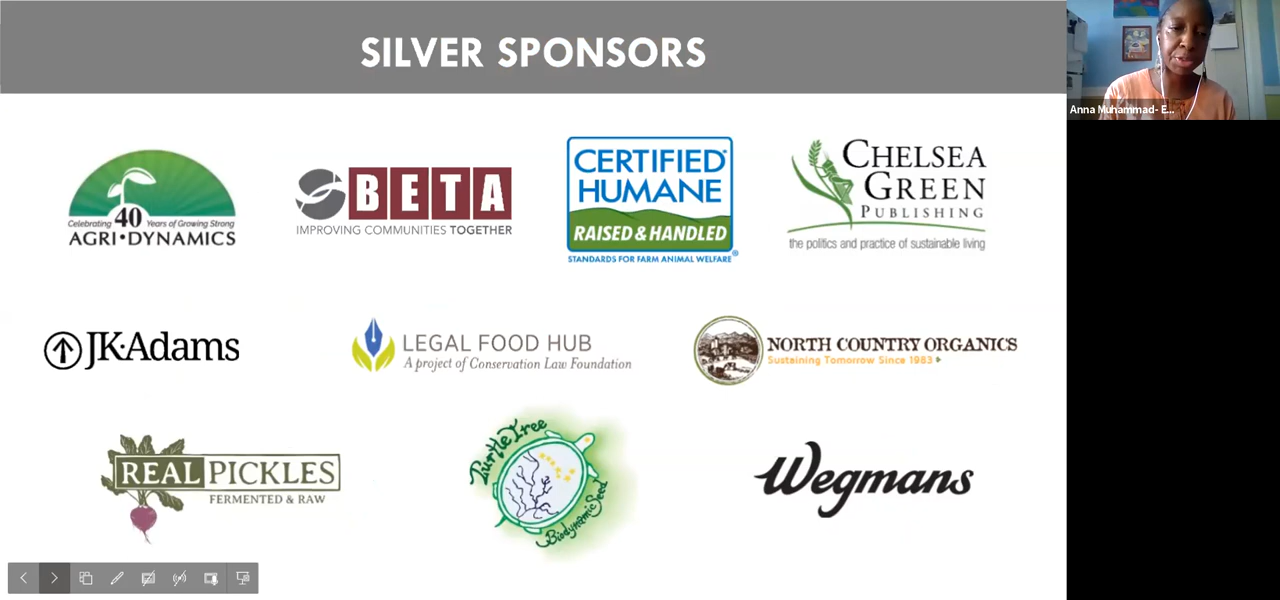 SILVER SPONSORS
Anna Muhammad- E...
Celebrating 40 Years of Growing Strong
AGRI•DYNAMICS
BETA
IMPROVING COMMUNITIES TOGETHER
CERTIFIED
HUMANE
RAISED & HANDLED
STANDARDS FOR FARM ANIMAL WELFARE®
CHELSEA
GREEN
PUBLISHING
the politics and practice of sustainable living
JK•Adams
LEGAL FOOD HUB
A project of Conservation Law Foundation
NORTH COUNTRY ORGANICS
Sustaining Tomorrow Since 1983
REAL PICKLES
FERMENTED & RAW
Turtle Tree
Biodynamic Seed
Wegmans